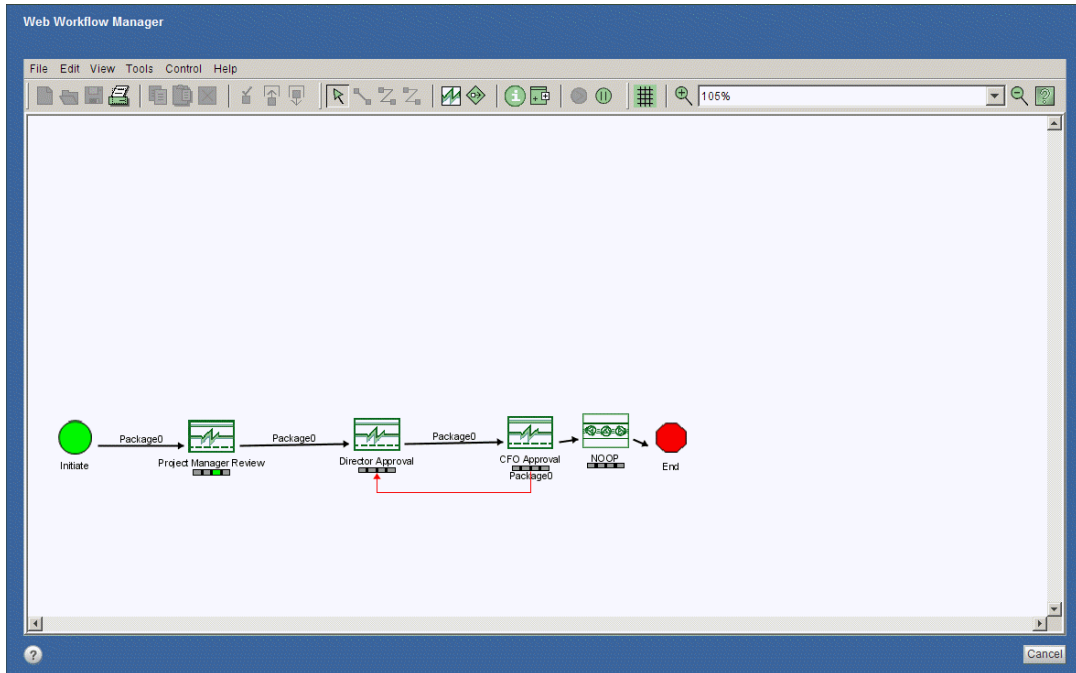 Web Workflow Manager
File Edit View Tools Control Help
105%
Package0 Package0 Package0
Initiate Project Manager Review Director Approval CFO Approval NOOP End
Package0
?
Cancel